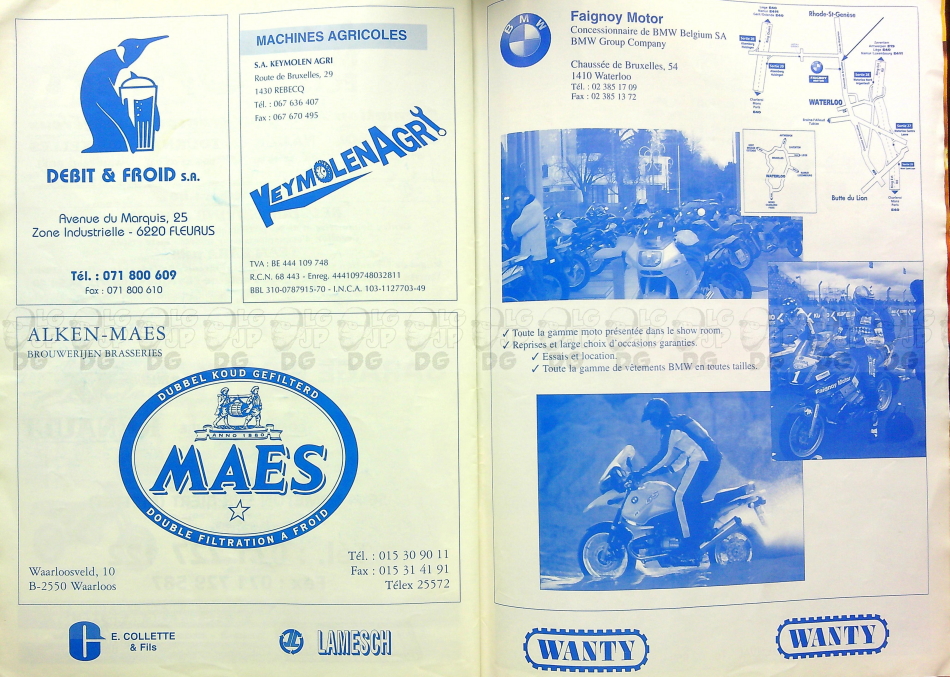 DEBIT & FROID S.A.
Avenue du Marquis, 25
Zone Industrielle - 6220 FLEURUS
Tél. : 071 800 609
Fax : 071 800 610
MACHINES AGRICOLES
S.A. KEYMOLEN AGRI
Route de Bruxelles, 29
1430 REBECQ
Tél. : 067 636 407
Fax : 067 670 495
KEYMOLENAGRI
TVA : BE 444 109 748
R.C.N. 68 443 - Enreg. 444109748032811
BBL 310-0787915-70 - I.N.C.A. 103-1127703-49
ALKEN-MAES
BROUWERIJEN BRASSERIES
DUBBEL KOUD GEFILTERD
ANNO 1880
MAES
DOUBLE FILTRATION A FROID
Waarloosveld, 10
B-2550 Waarloos
Tél. : 015 30 90 11
Fax : 015 31 41 91
Télex 25572
E. COLLETTE
& Fils
LAMESCH
BMW
Faignoy Motor
Concessionnaire de BMW Belgium SA
BMW Group Company
Chaussée de Bruxelles, 54
1410 Waterloo
Tél. : 02 385 17 09
Fax : 02 385 13 72
Rhode-St-Genèse
WATERLOO
Butte du Lion
WATERLOO
✓ Toute la gamme moto présentée dans le show room.
✓ Reprises et large choix d'occasions garanties.
✓ Essais et location.
✓ Toute la gamme de vêtements BMW en toutes tailles.
1
Faignoy Motor
WANTY
WANTY
DG